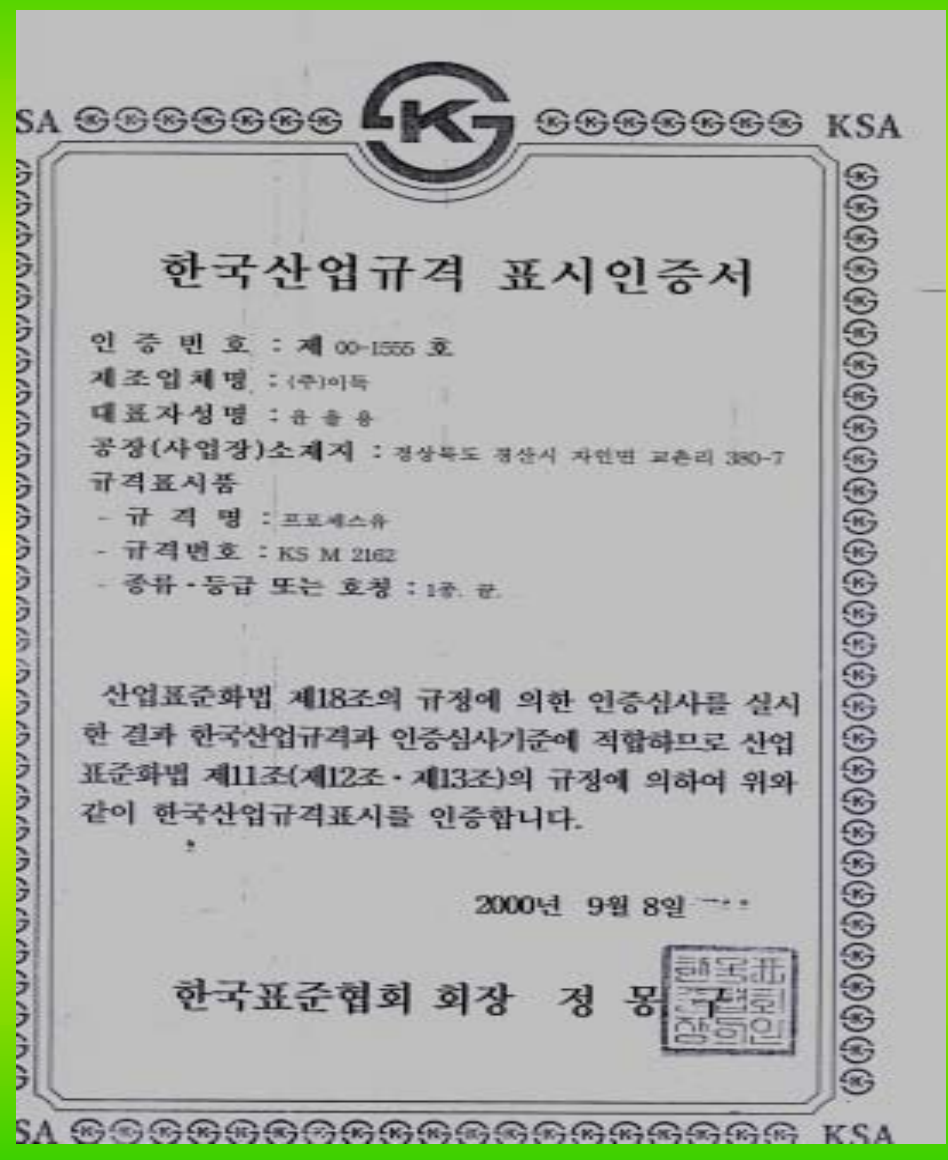 KSA KSA
한국산업규격 표시인증서
인 증 번 호 : 제 00-1555 호
제조업체명 : (주)이득
대표자성명 : 윤 을 용
공장(사업장)소재지 : 경상북도 경산시 자인면 교촌리 380-7
규격표시품
- 규 격 명 : 프로세스유
- 규격번호 : KS M 2162
- 종류·등급 또는 호칭 : 1종. 끝.
산업표준화법 제18조의 규정에 의한 인증심사를 실시
한 결과 한국산업규격과 인증심사기준에 적합하므로 산업
표준화법 제11조(제12조·제13조)의 규정에 의하여 위와
같이 한국산업규격표시를 인증합니다.
2000년 9월 8일
한국표준협회 회장 정 몽 구
KSA